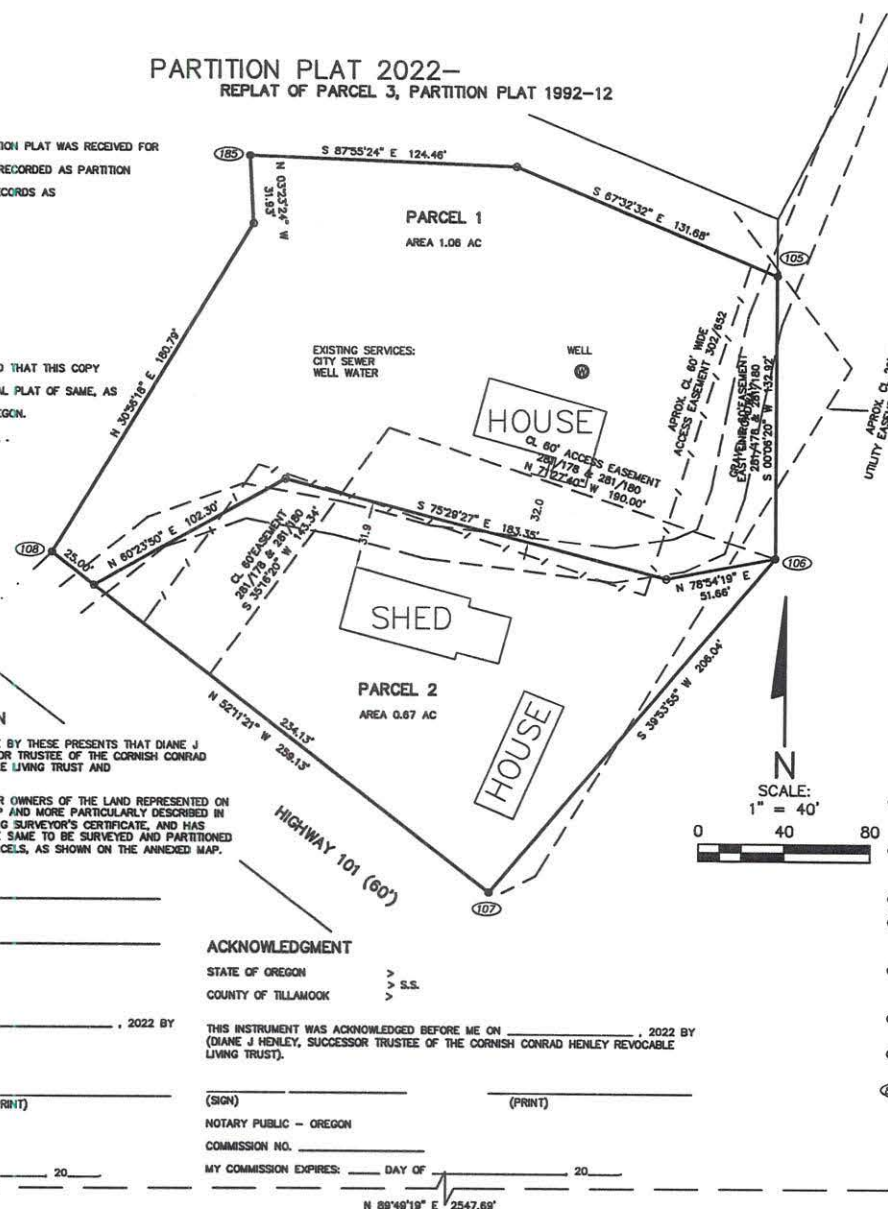 PARTITION PLAT 2022-
REPLAT OF PARCEL 3, PARTITION PLAT 1992-12
ION PLAT WAS RECEIVED FOR
RECORDED AS PARTITION
ECORDS AS
185
S 87'55'24" E 124.46'
N 03'23'24" W
31.93'
S 67'32'32" E 131.68'
PARCEL 1
AREA 1.06 AC
105
D THAT THIS COPY
AL PLAT OF SAME, AS
EGON.
N 30'56'18" E 180.79'
EXISTING SERVICES:
CITY SEWER
WELL WATER
WELL
W
HOUSE
APROX. CL 60' WIDE
ACCESS EASEMENT 302/652
281/178 & 281/180
S 00'06'20" W 132.92'
APROX. CL
UTILITY EASE
CL 60' ACCESS EASEMENT
281/178 & 281/180
N 71'27'40" W 190.00'
108
25.00'
N 60'23'50" E 102.30'
CL 60'EASEMENT
281/178 & 281/180
S 35'16'20" W 143.34'
31.9
S 75'29'27" E 183.35'
32.0
N 78'54'19" E
51.66'
106
SHED
PARCEL 2
AREA 0.67 AC
HOUSE
S 39'53'55" W 206.04'
234.13'
N 52'11'21" W 259.13'
HIGHWAY 101 (60')
107
N
SCALE:
1" = 40'
0 40 80
N
E BY THESE PRESENTS THAT DIANE J
OR TRUSTEE OF THE CORNISH CONRAD
E LIVING TRUST AND
R OWNERS OF THE LAND REPRESENTED ON
P AND MORE PARTICULARLY DESCRIBED IN
G SURVEYOR'S CERTIFICATE, AND HAS
E SAME TO BE SURVEYED AND PARTITIONED
CELS, AS SHOWN ON THE ANNEXED MAP.
, 2022 BY
RINT)
20
ACKNOWLEDGMENT
STATE OF OREGON >
> S.S.
COUNTY OF TILLAMOOK >
THIS INSTRUMENT WAS ACKNOWLEDGED BEFORE ME ON , 2022 BY
(DIANE J HENLEY, SUCCESSOR TRUSTEE OF THE CORNISH CONRAD HENLEY REVOCABLE
LIVING TRUST).
(SIGN) (PRINT)
NOTARY PUBLIC - OREGON
COMMISSION NO.
MY COMMISSION EXPIRES: DAY OF 20
N 89'49'19" E 2547.69'